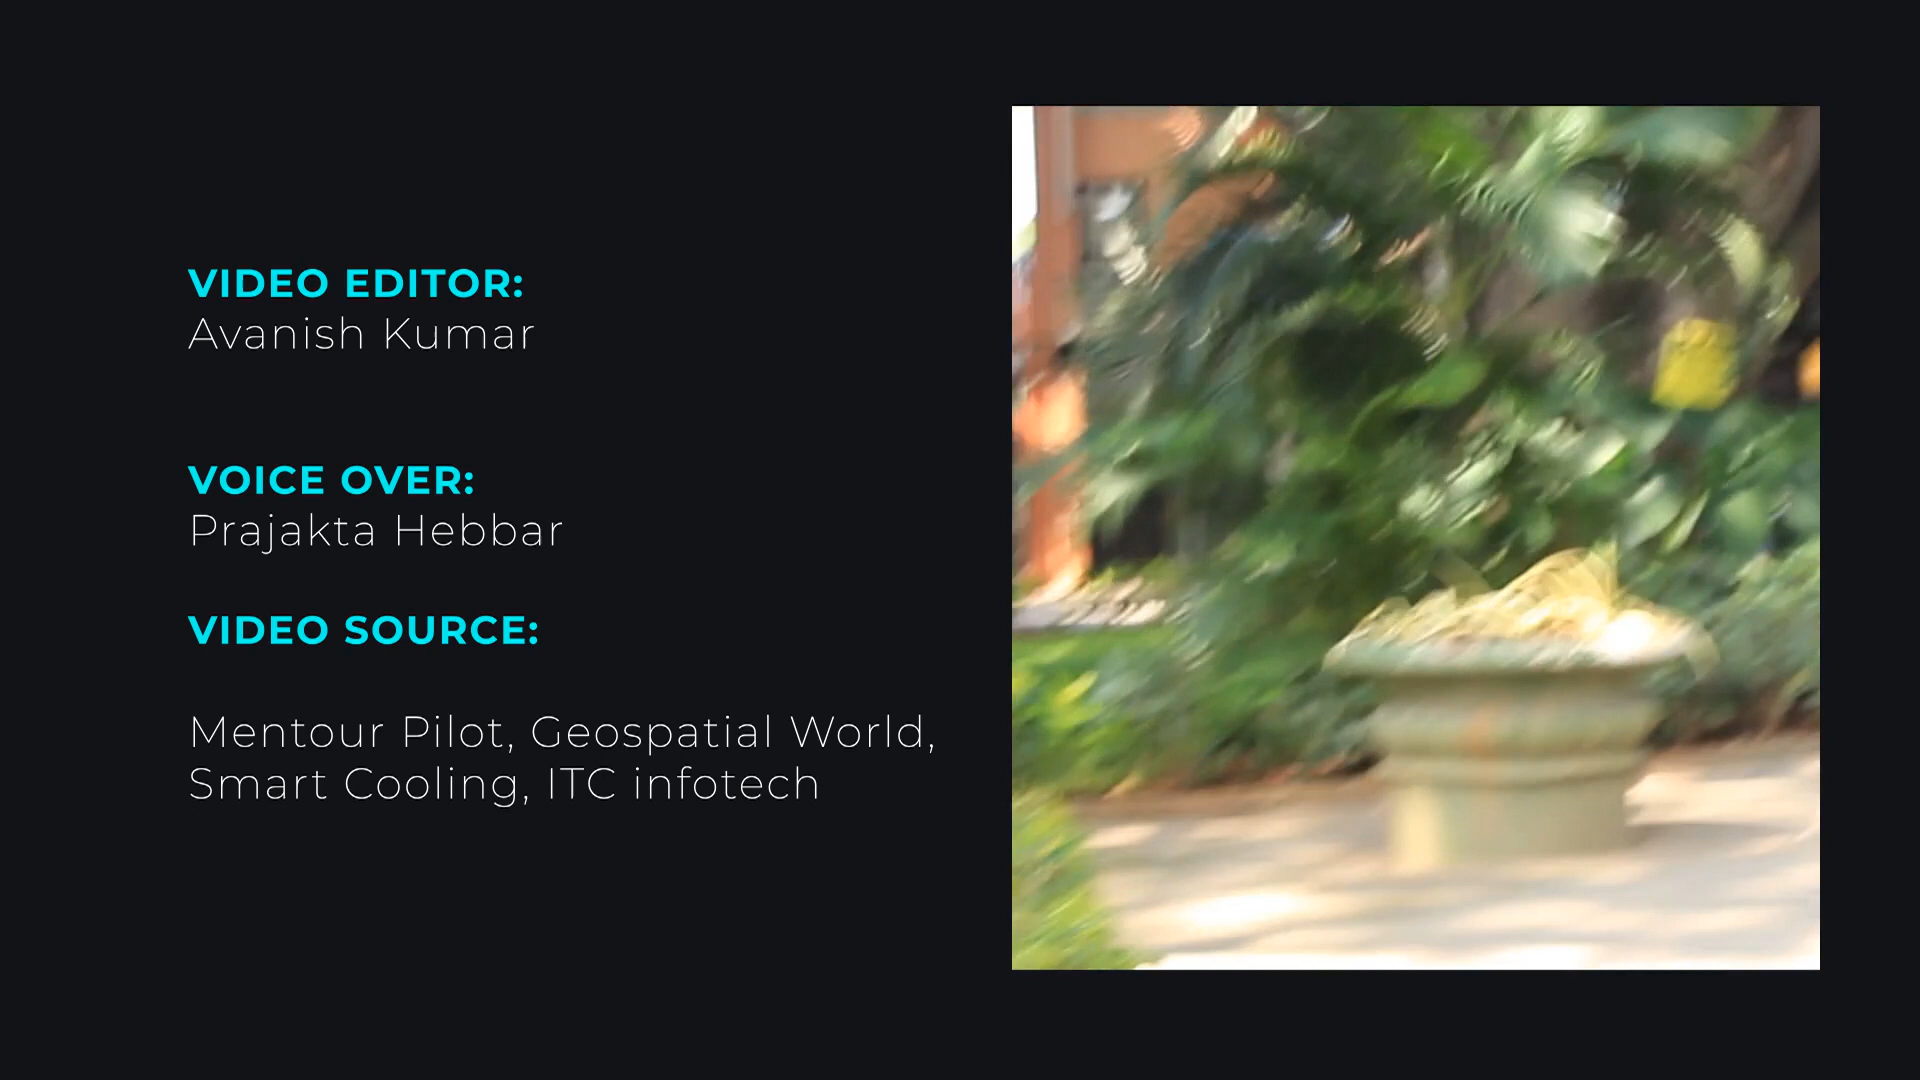 VIDEO EDITOR:
Avanish Kumar
VOICE OVER:
Prajakta Hebbar
VIDEO SOURCE:
Mentour Pilot, Geospatial World,
Smart Cooling, ITC infotech